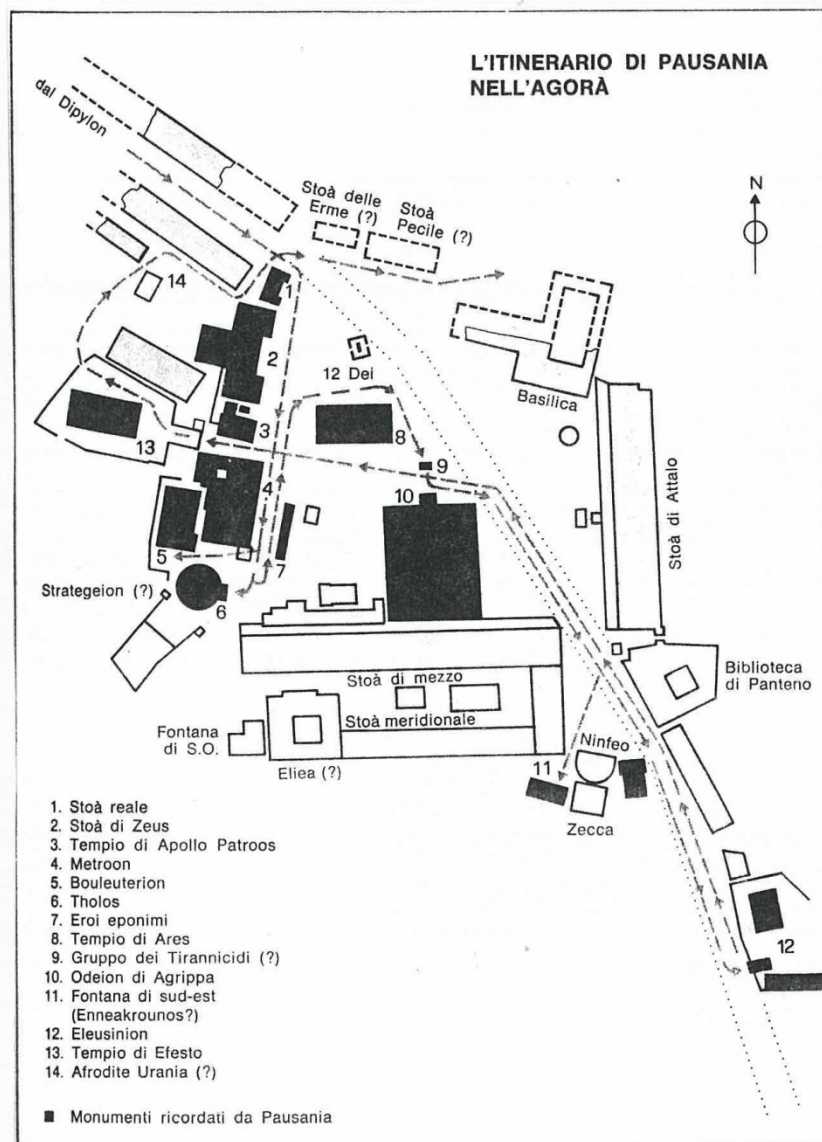 L'ITINERARIO DI PAUSANIA
NELL'AGORÀ
dal Dipylon
Stoà delle
Erme (?)
Stoà
Pecile (?)
N
14
1
2
12 Dei
Basilica
13
3
8
9
4
10
Stoà di Attalo
5
7
Strategeion (?)
6
Stoà di mezzo
Biblioteca
di Panteno
Stoà meridionale
Fontana
di S.O.
Eliea (?)
Ninfeo
11
Zecca
12
1. Stoà reale
2. Stoà di Zeus
3. Tempio di Apollo Patroos
4. Metroon
5. Bouleuterion
6. Tholos
7. Eroi eponimi
8. Tempio di Ares
9. Gruppo dei Tirannicidi (?)
10. Odeion di Agrippa
11. Fontana di sud-est
(Enneakrounos?)
12. Eleusinion
13. Tempio di Efesto
14. Afrodite Urania (?)
■ Monumenti ricordati da Pausania